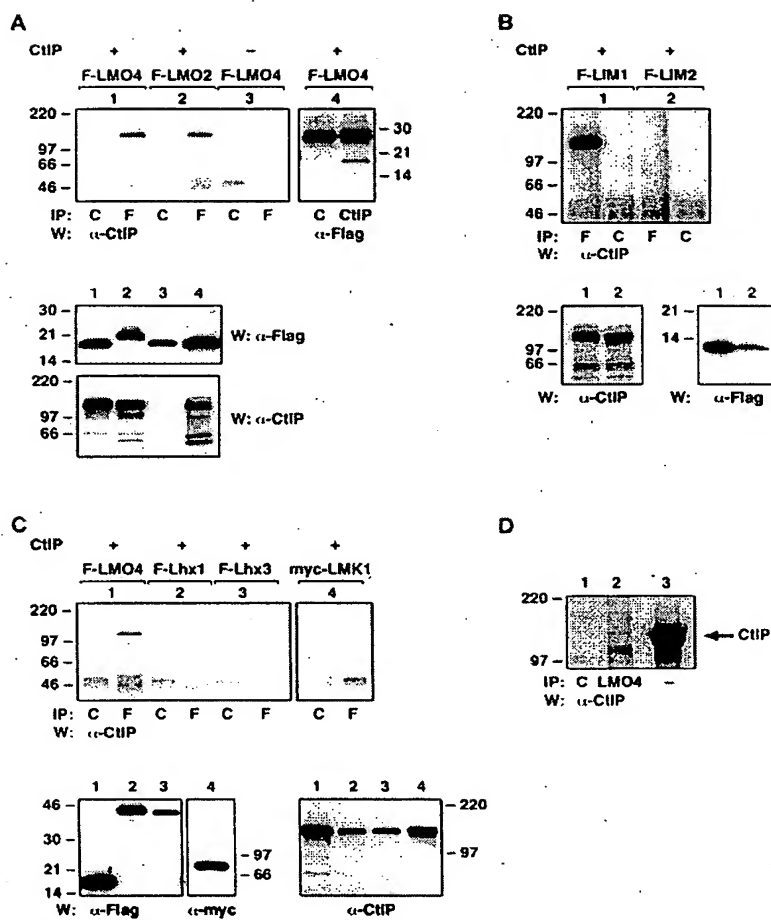 A
CtIP + + − +
F-LMO4 F-LMO2 F-LMO4 F-LMO4
1 2 3 4
220 –
97 –
66 –
46 –
– 30
– 21
– 14
IP: C F C F C F C CtIP
W: α-CtIP α-Flag
1 2 3 4
30 –
21 –
14 –
W: α-Flag
220 –
97 –
66 –
W: α-CtIP
B
CtIP + +
F-LIM1 F-LIM2
1 2
220 –
97 –
66 –
46 –
IP: F C F C
W: α-CtIP
1 2
220 –
97 –
66 –
W: α-CtIP
1 2
21 –
14 –
W: α-Flag
C
CtIP + + + +
F-LMO4 F-Lhx1 F-Lhx3 myc-LMK1
1 2 3 4
220 –
97 –
66 –
46 –
IP: C F C F C F C F
W: α-CtIP
1 2 3 4
46 –
30 –
21 –
14 –
– 97
– 66
W: α-Flag α-myc
1 2 3 4
– 220
– 97
α-CtIP
D
1 2 3
220 –
97 –
CtIP
IP: C LMO4 −
W: α-CtIP